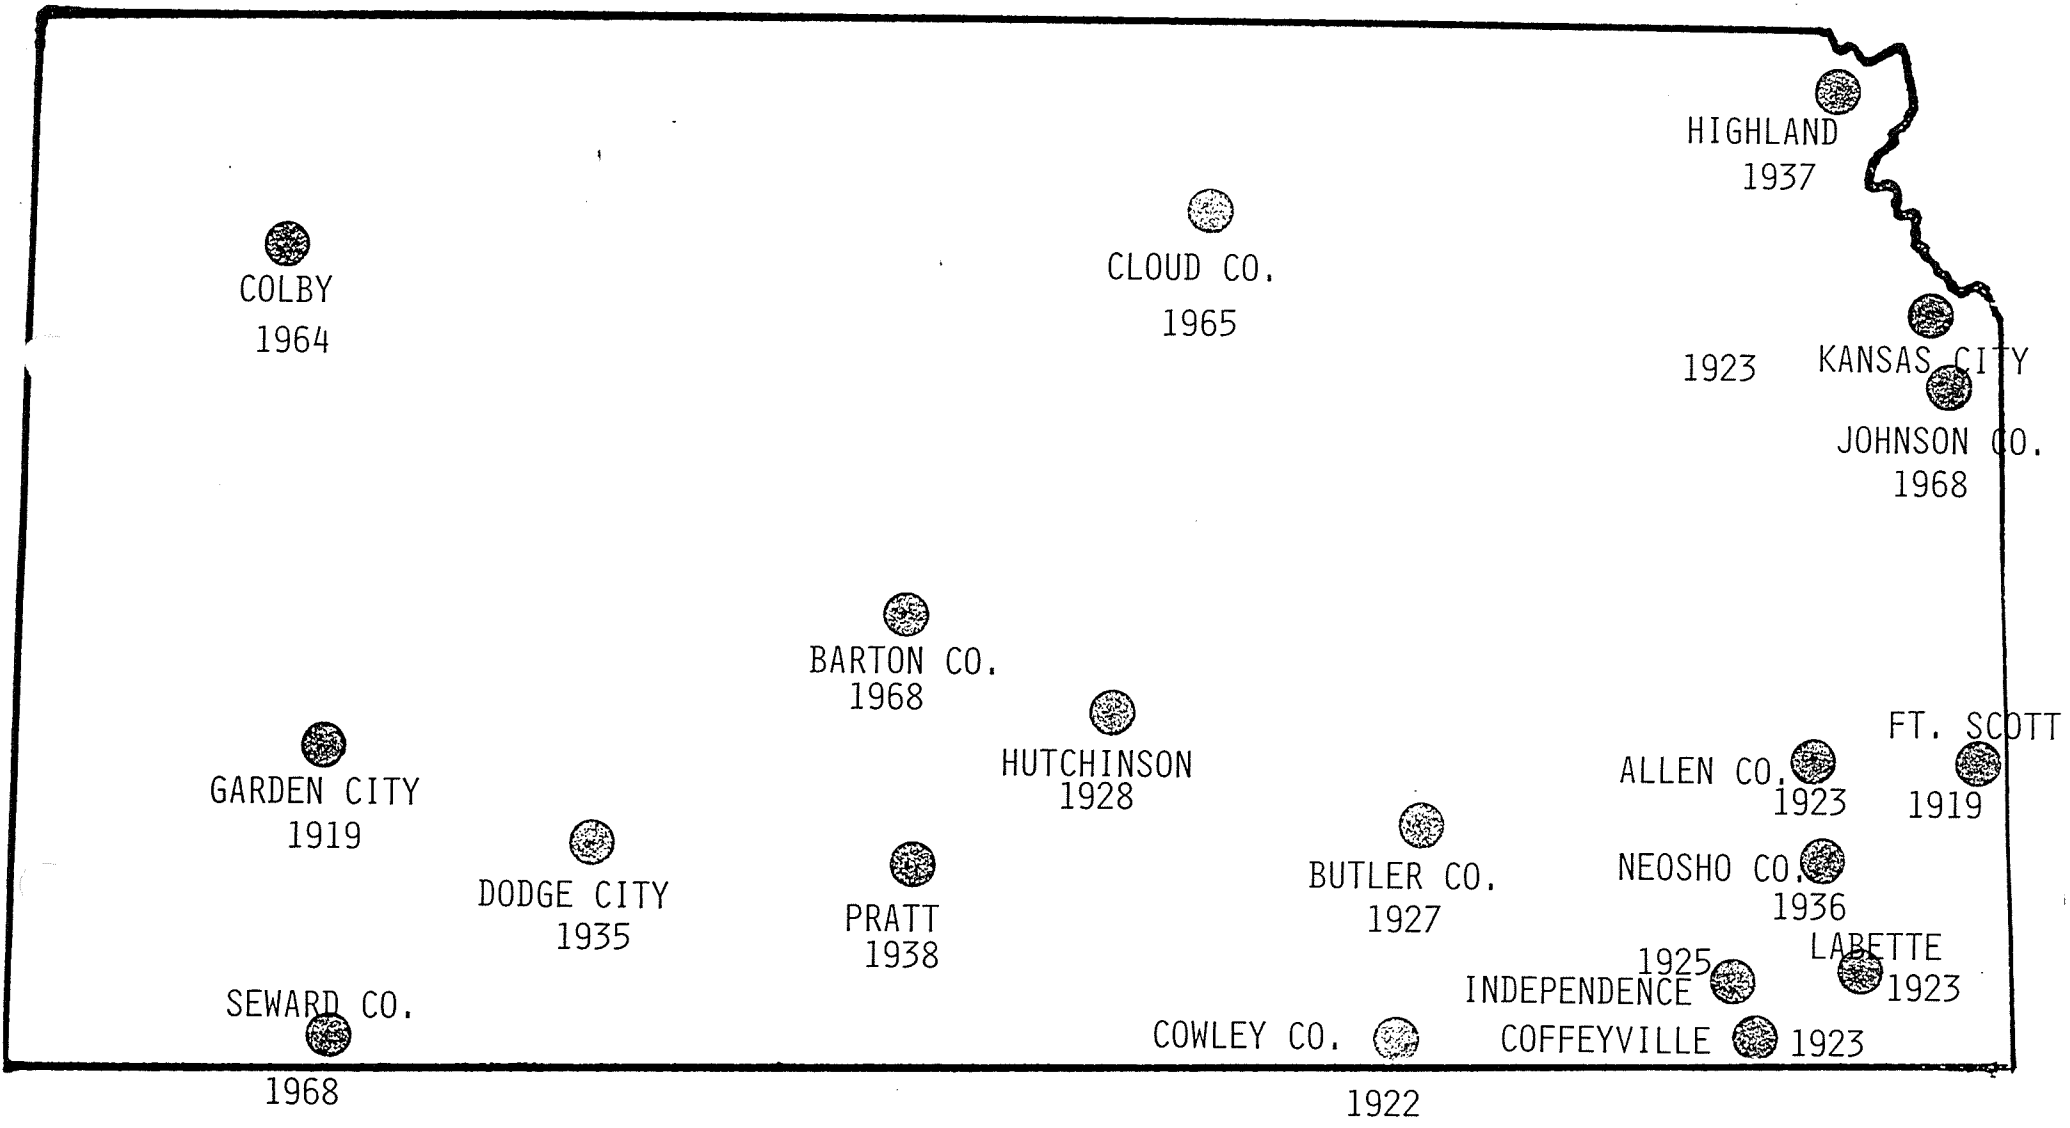 HIGHLAND
1937
COLBY
1964
CLOUD CO.
1965
1923 KANSAS CITY
JOHNSON CO.
1968
BARTON CO.
1968
HUTCHINSON
1928
GARDEN CITY
1919
DODGE CITY
1935
PRATT
1938
BUTLER CO.
1927
ALLEN CO.
1923
FT. SCOTT
1919
NEOSHO CO.
1936
LABETTE
1923
1925
INDEPENDENCE
SEWARD CO.
1968
COWLEY CO.
1922
COFFEYVILLE 1923